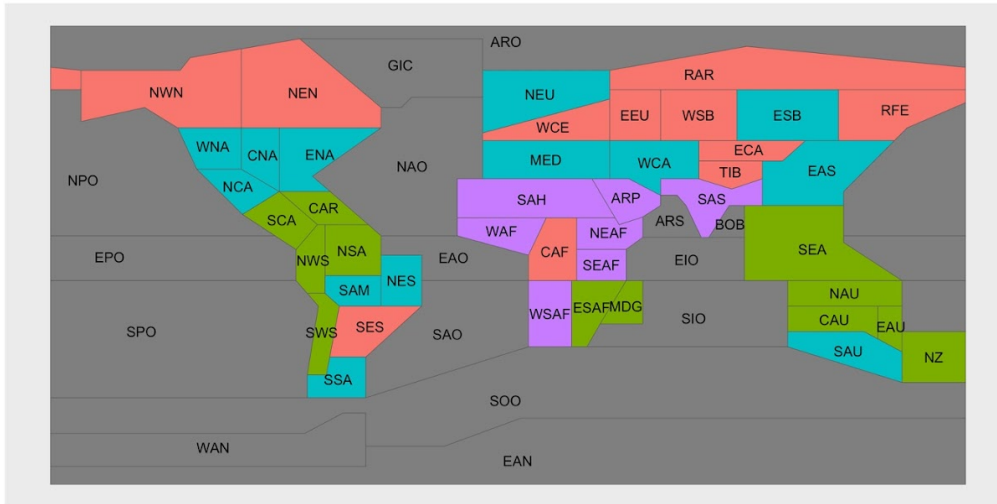 ARO
GIC
RAR
NWN
NEN
NEU
EEU
WSB
ESB
RFE
WCE
WNA
CNA
ENA
ECA
MED
WCA
NAO
TIB
EAS
NPO
NCA
SAH
ARP
SAS
SCA
CAR
ARS
BOB
WAF
NEAF
NSA
CAF
SEA
EPO
NWS
EAO
EIO
SEAF
SAM
NES
NAU
ESAF
MDG
WSAF
SIO
CAU
EAU
SPO
SWS
SES
SAO
SAU
NZ
SSA
SOO
WAN
EAN